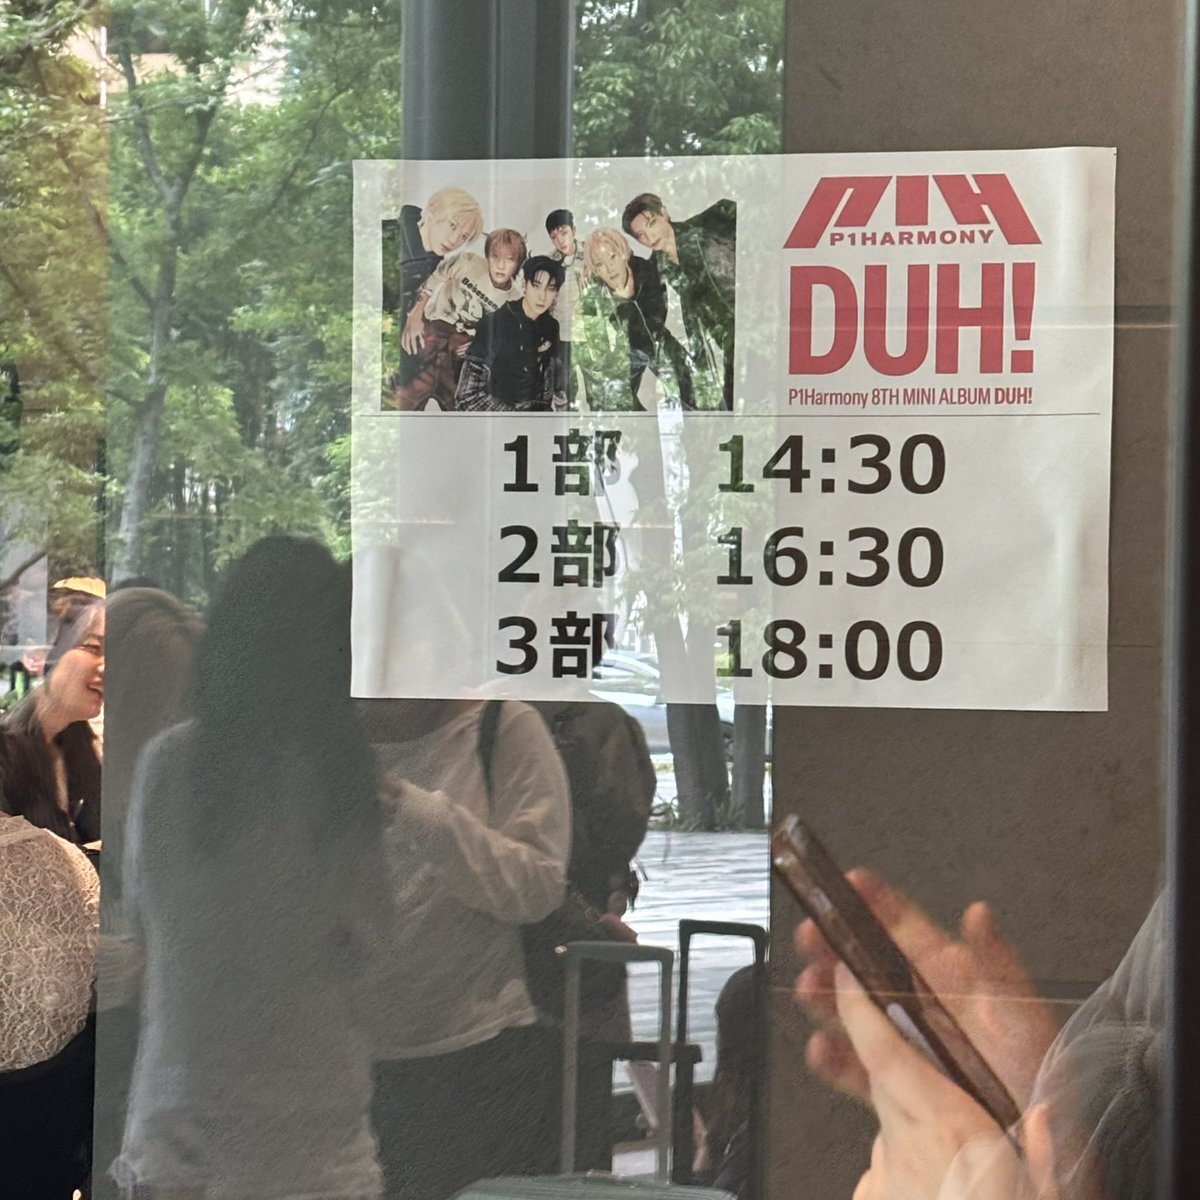 P1H
P1HARMONY
DUH!
P1Harmony 8TH MINI ALBUM DUH!
1部 14:30
2部 16:30
3部 18:00